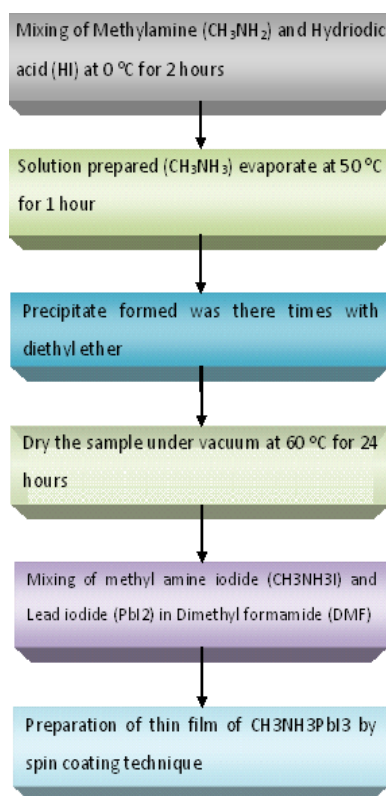 Mixing of Methylamine (CH₃NH₂) and Hydriodic
acid (HI) at 0 ⁰C for 2 hours
Solution prepared (CH₃NH₃) evaporate at 50 ⁰C
for 1 hour
Precipitate formed was there times with
diethyl ether
Dry the sample under vacuum at 60 ⁰C for 24
hours
Mixing of methyl amine iodide (CH3NH3I) and
Lead iodide (PbI2) in Dimethyl formamide (DMF)
Preparation of thin film of CH3NH3PbI3 by
spin coating technique